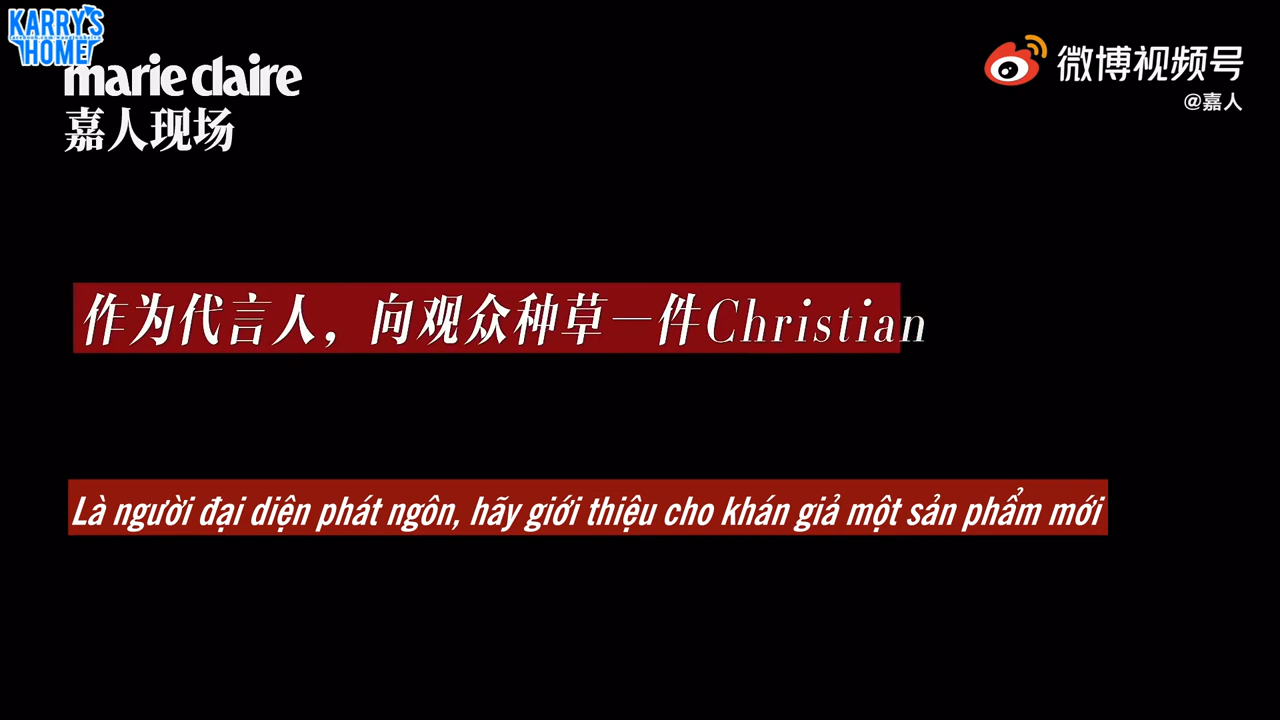 KARRY'S
HOME
marie claire
嘉人现场
微博视频号
@嘉人
作为代言人，向观众种草一件Christian
Là người đại diện phát ngôn, hãy giới thiệu cho khán giả một sản phẩm mới